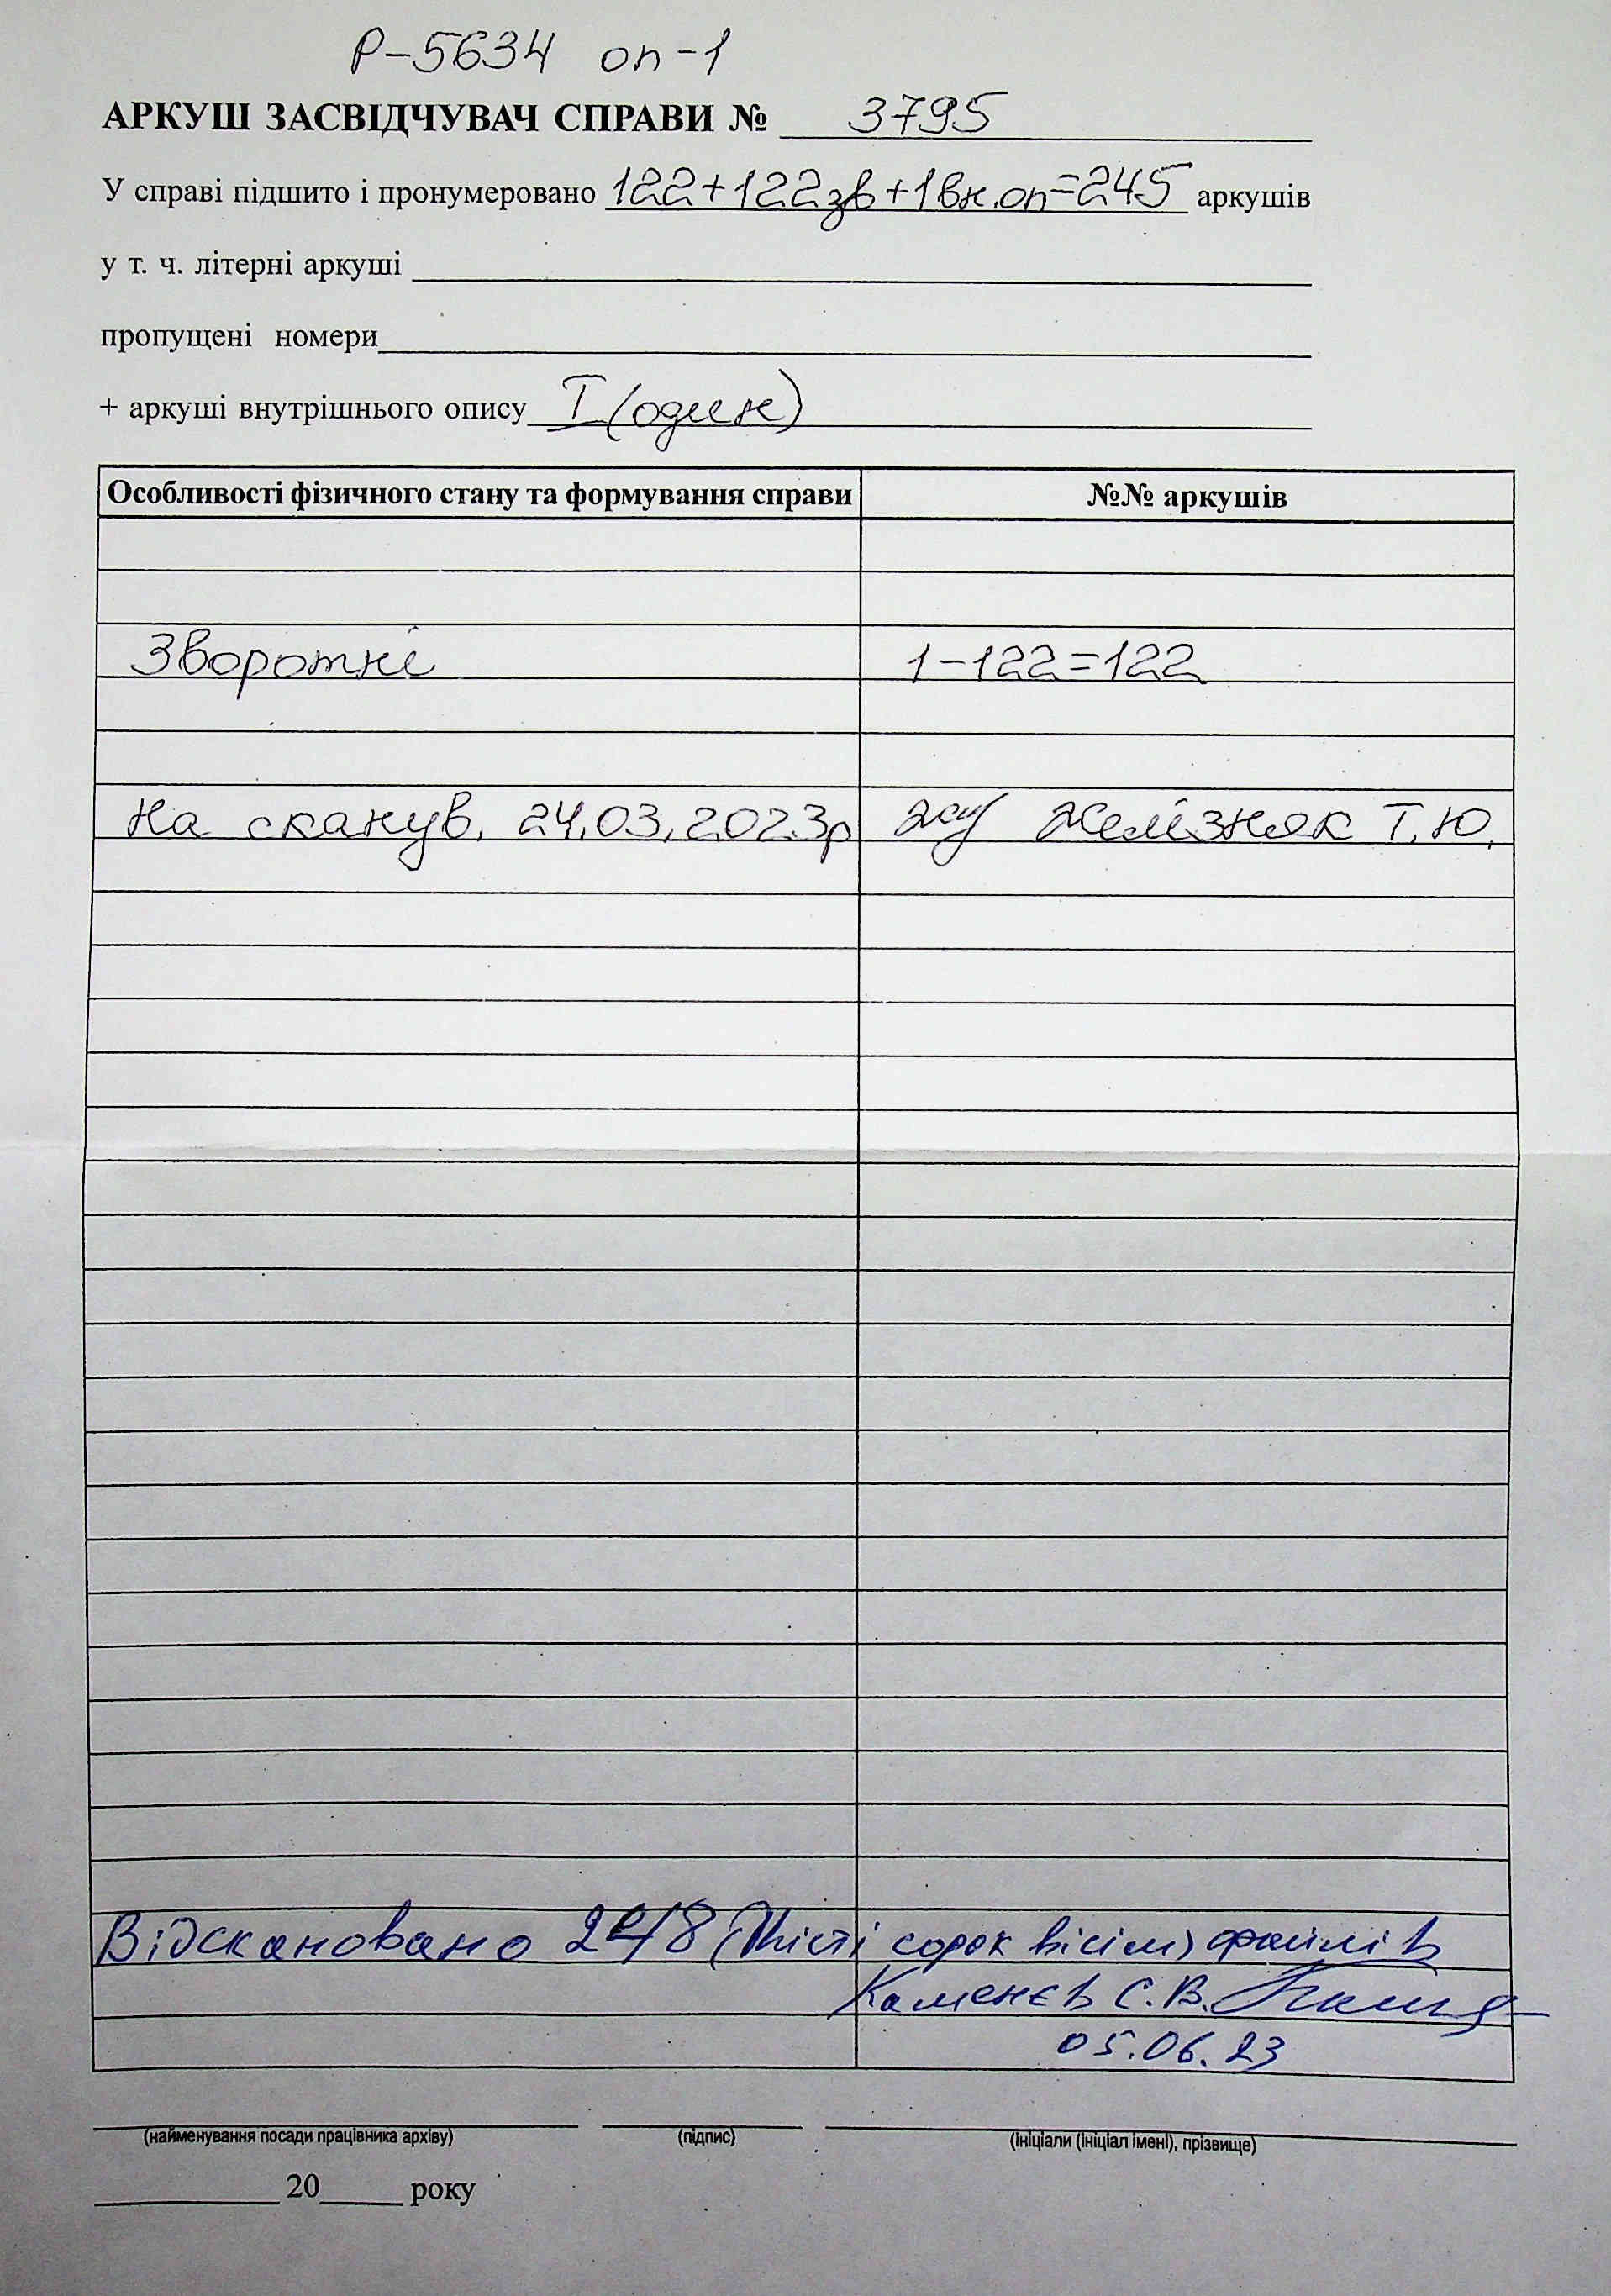 Р-5634 оп-1
АРКУШ ЗАСВІДЧУВАЧ СПРАВИ № 3795
У справі підшито і пронумеровано 122+122зв+1вн.оп=245 аркушів
у т. ч. літерні аркуші
пропущені номери
+ аркуші внутрішнього опису I (один)
Особливості фізичного стану та формування справи №№ аркушів
Зворотні 1-122=122
На сканув. 24.03.2023р Желізняк Т.Ю.
Відскановано 248 (Двісті сорок вісім) файлів
Каменєв С.В.
05.06.23
(найменування посади працівника архіву) (підпис) (ініціали (ініціал імені), прізвище)
20 року